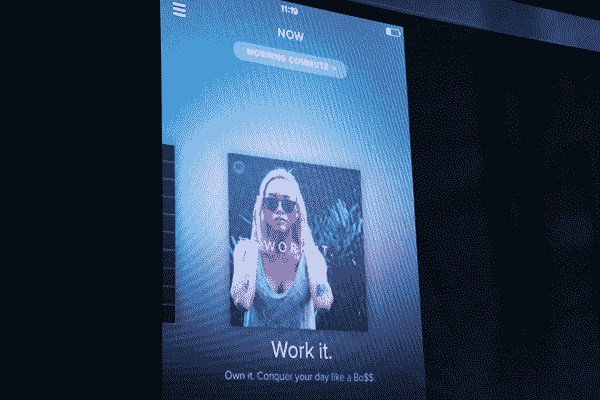 11:19
NOW
MORNING COMMUTE
WORK IT
Work it.
Own it. Conquer your day like a Bo$$.